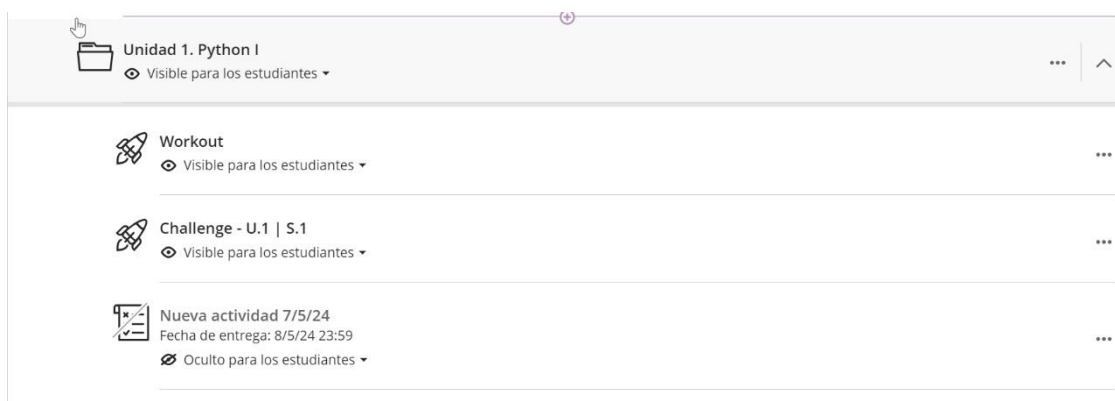 Unidad 1. Python I
Visible para los estudiantes
Workout
Visible para los estudiantes
Challenge - U.1 | S.1
Visible para los estudiantes
Nueva actividad 7/5/24
Fecha de entrega: 8/5/24 23:59
Oculto para los estudiantes